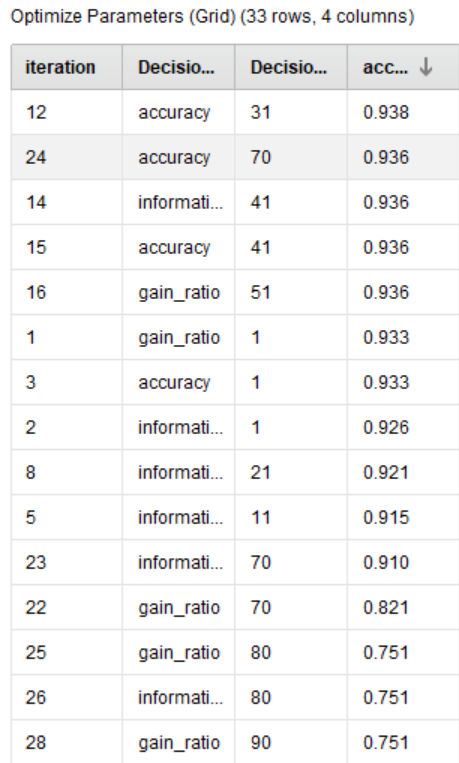 Optimize Parameters (Grid) (33 rows, 4 columns)
iteration Decisio... Decisio... acc... ↓
12 accuracy 31 0.938
24 accuracy 70 0.936
14 informati... 41 0.936
15 accuracy 41 0.936
16 gain_ratio 51 0.936
1 gain_ratio 1 0.933
3 accuracy 1 0.933
2 informati... 1 0.926
8 informati... 21 0.921
5 informati... 11 0.915
23 informati... 70 0.910
22 gain_ratio 70 0.821
25 gain_ratio 80 0.751
26 informati... 80 0.751
28 gain_ratio 90 0.751